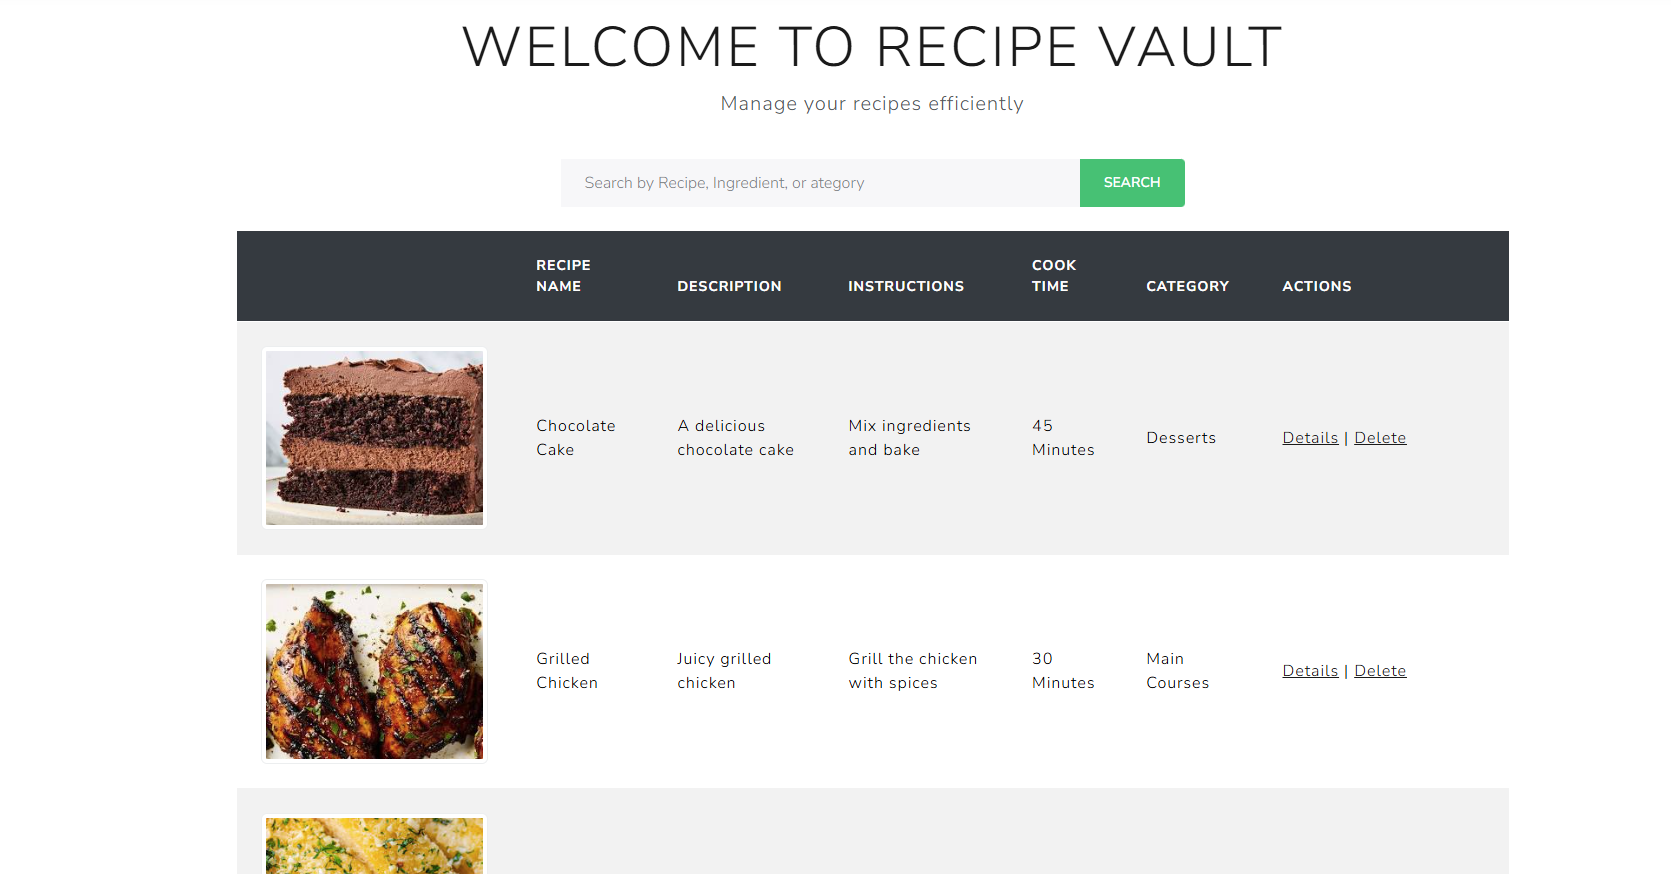 WELCOME TO RECIPE VAULT
Manage your recipes efficiently
Search by Recipe, Ingredient, or ategory
SEARCH
RECIPE
NAME
DESCRIPTION
INSTRUCTIONS
COOK
TIME
CATEGORY
ACTIONS
Chocolate
Cake
A delicious
chocolate cake
Mix ingredients
and bake
45
Minutes
Desserts
Details | Delete
Grilled
Chicken
Juicy grilled
chicken
Grill the chicken
with spices
30
Minutes
Main
Courses
Details | Delete